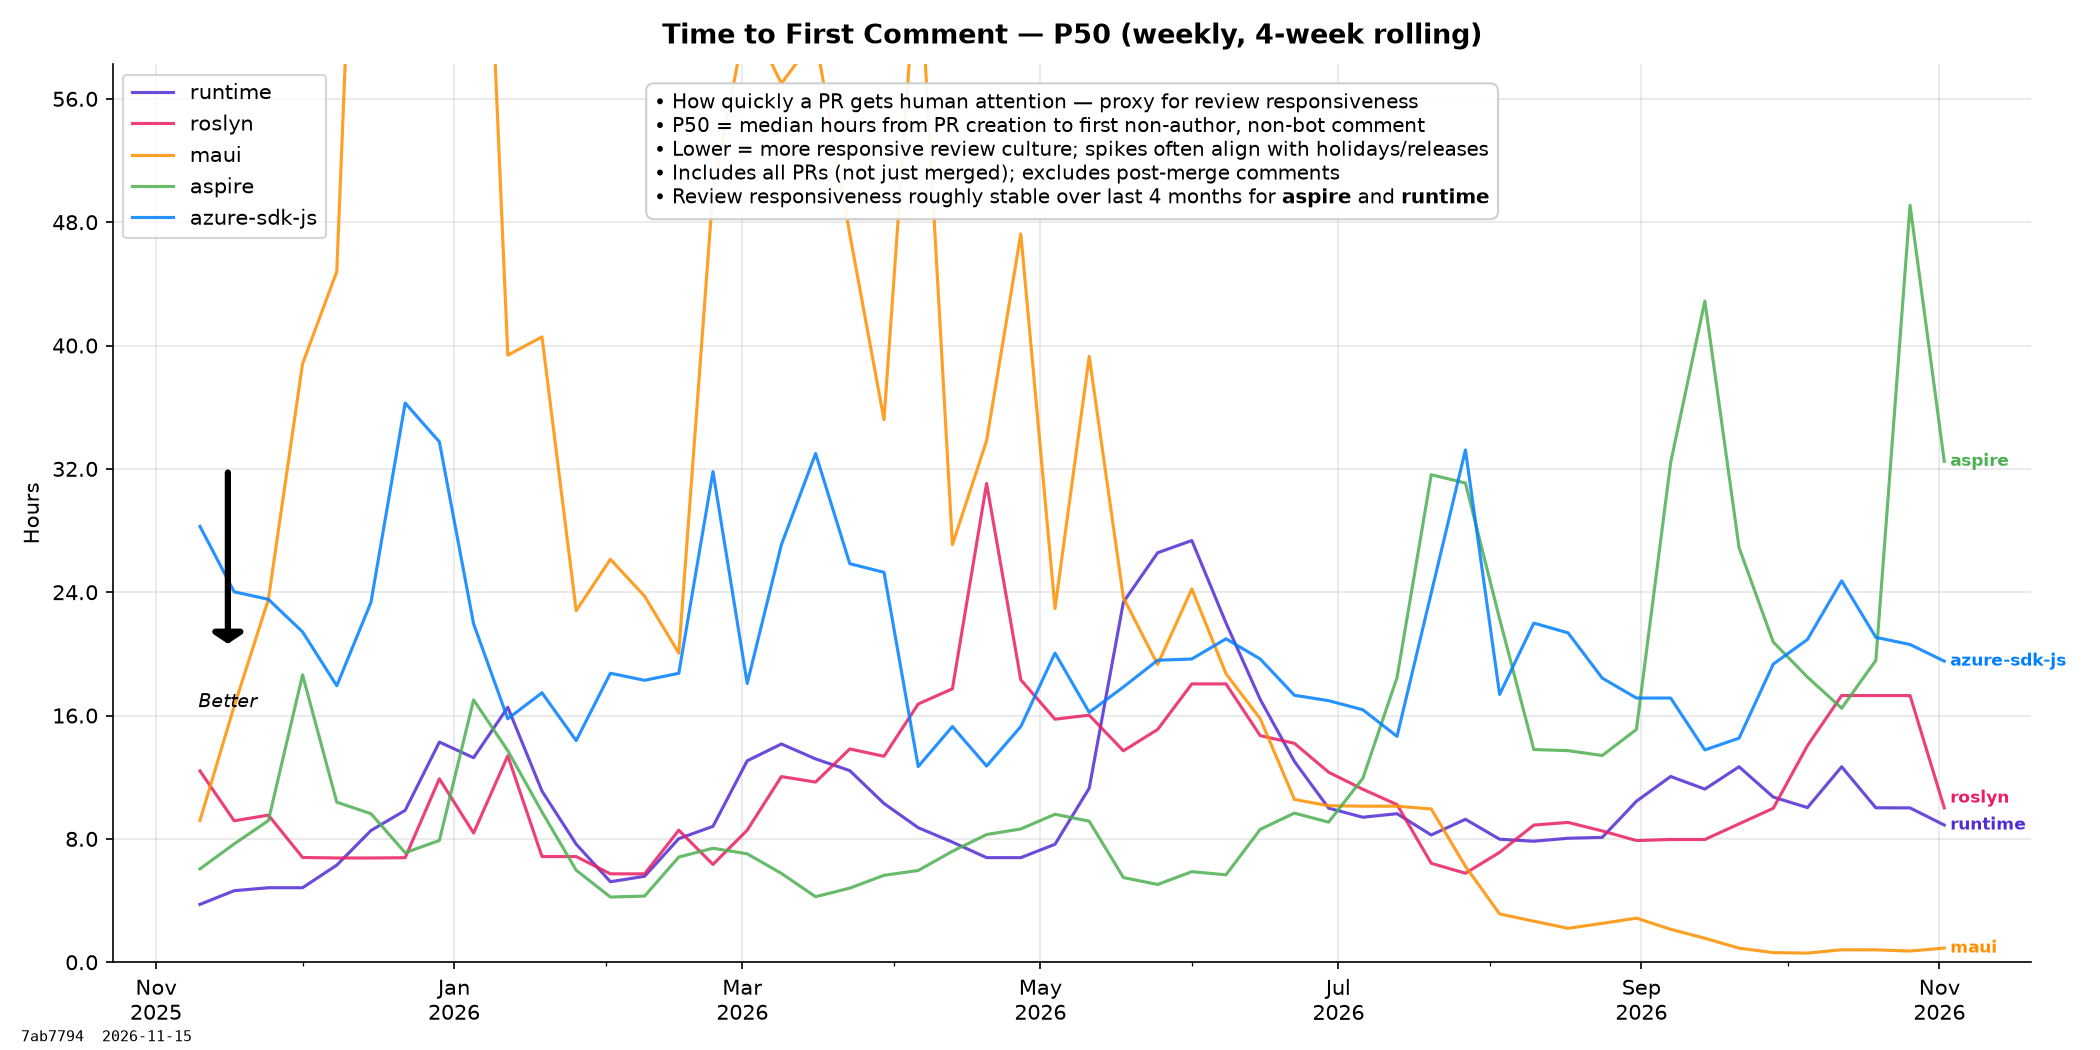 Time to First Comment — P50 (weekly, 4-week rolling)
runtime
roslyn
maui
aspire
azure-sdk-js
• How quickly a PR gets human attention — proxy for review responsiveness
• P50 = median hours from PR creation to first non-author, non-bot comment
• Lower = more responsive review culture; spikes often align with holidays/releases
• Includes all PRs (not just merged); excludes post-merge comments
• Review responsiveness roughly stable over last 4 months for aspire and runtime
56.0
48.0
40.0
32.0
24.0
16.0
8.0
0.0
Hours
Better
aspire
azure-sdk-js
roslyn
runtime
maui
Nov Jan Mar May Jul Sep Nov
2025 2026 2026 2026 2026 2026 2026
7ab7794 2026-11-15